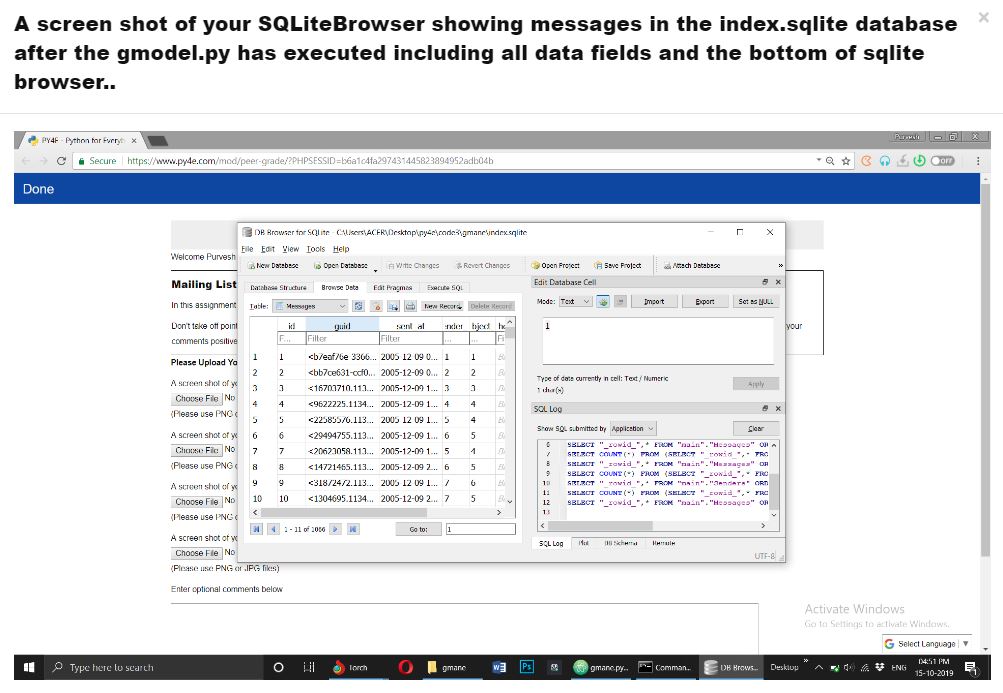 A screen shot of your SQLiteBrowser showing messages in the index.sqlite database
after the gmodel.py has executed including all data fields and the bottom of sqlite
browser..
PY4E - Python for Everyb
Purvesh
Secure
https://www.py4e.com/mod/peer-grade/?PHPSESSID=b6a1c4fa297431445823894952adb04b
OFF
Done
Welcome Purvesh
Mailing List
In this assignment
Don't take off point
comments positive
your
Please Upload Yo
A screen shot of yo
Choose File No
(Please use PNG o
A screen shot of yo
Choose File No
(Please use PNG o
A screen shot of yo
Choose File No
(Please use PNG o
A screen shot of yo
Choose File No
(Please use PNG or JPG files)
Enter optional comments below
DB Browser for SQLite - C:\Users\ACER\Desktop\py4e\code3\gmane\index.sqlite
File Edit View Tools Help
New Database Open Database Write Changes Revert Changes Open Project Save Project Attach Database »
Database Structure Browse Data Edit Pragmas Execute SQL
Table: Messages New Record Delete Record
id guid sent_at ender bject he
F... Filter Filter ... ... Fi
1 1 <b7eaf76e-3366... 2005-12-09 0... 1 1
2 2 <bb7ce631-ccf0... 2005-12-09 0... 2 2
3 3 <16703710.113... 2005-12-09 1... 3 3
4 4 <9622225.1134... 2005-12-09 1... 4 4
5 5 <22585576.113... 2005-12-09 1... 5 4
6 6 <29494755.113... 2005-12-09 1... 6 5
7 7 <20623058.113... 2005-12-09 1... 5 4
8 8 <14721465.113... 2005-12-09 2... 6 5
9 9 <31872472.113... 2005-12-09 1... 7 6
10 10 <1304695.1134... 2005-12-09 2... 7 5
1 - 11 of 1066
Go to: 1
Edit Database Cell
Mode: Text Import Export Set as NULL
1
Type of data currently in cell: Text / Numeric
1 char(s)
Apply
SQL Log
Show SQL submitted by Application Clear
6 SELECT "_rowid_",* FROM "main"."Messages" OR
7 SELECT COUNT(*) FROM (SELECT "_rowid_",* FRO
8 SELECT "_rowid_",* FROM "main"."Messages" OR
9 SELECT COUNT(*) FROM (SELECT "_rowid_",* FRO
10 SELECT "_rowid_",* FROM "main"."Senders" ORD
11 SELECT COUNT(*) FROM (SELECT "_rowid_",* FRO
12 SELECT "_rowid_",* FROM "main"."Messages" OR
13
SQL Log Plot DB Schema Remote
UTF-8
Activate Windows
Go to Settings to activate Windows.
Select Language
Type here to search
Torch
gmane
gmane.py...
Comman...
DB Brows...
Desktop
ENG
04:51 PM
15-10-2019